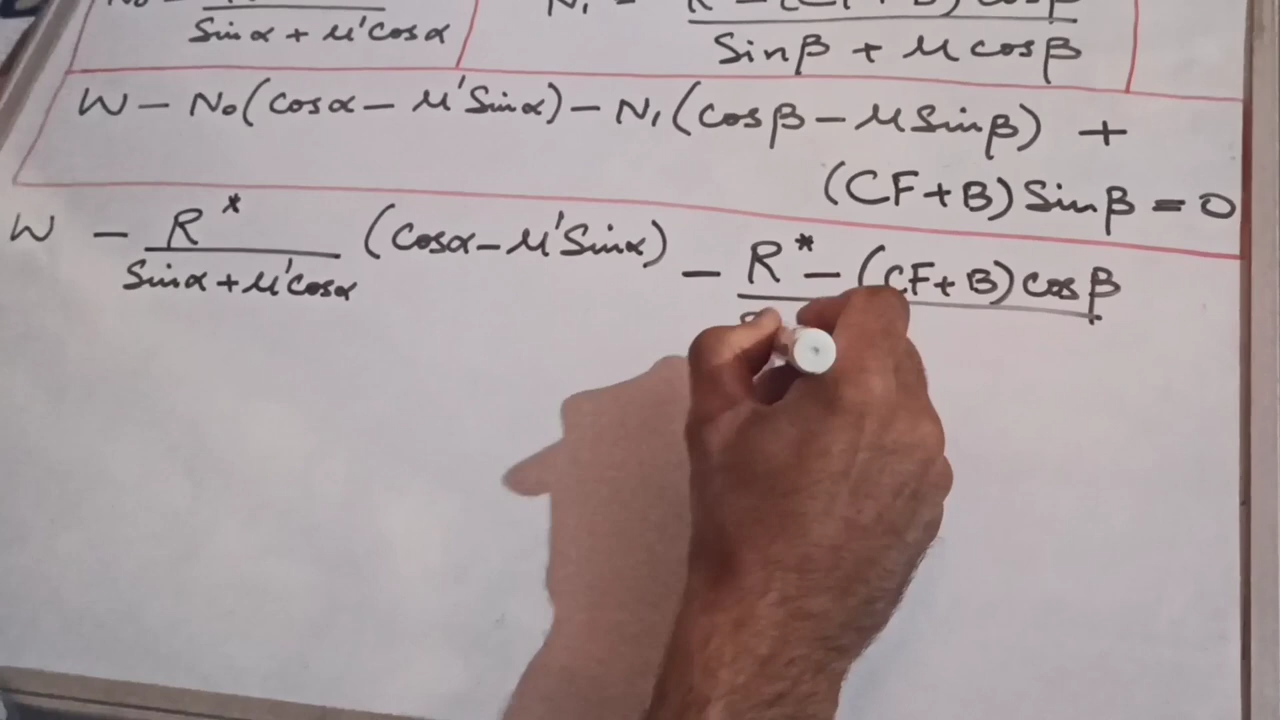 Sinα + μ'cosα
Sinβ + μ cosβ
W − N₀(cosα − μ'Sinα) − N₁(cosβ − μSinβ) +
(CF+B) Sinβ = 0
W − R* (cosα − μ'Sinα) − R* − (CF+B) cosβ
Sinα + μ'cosα